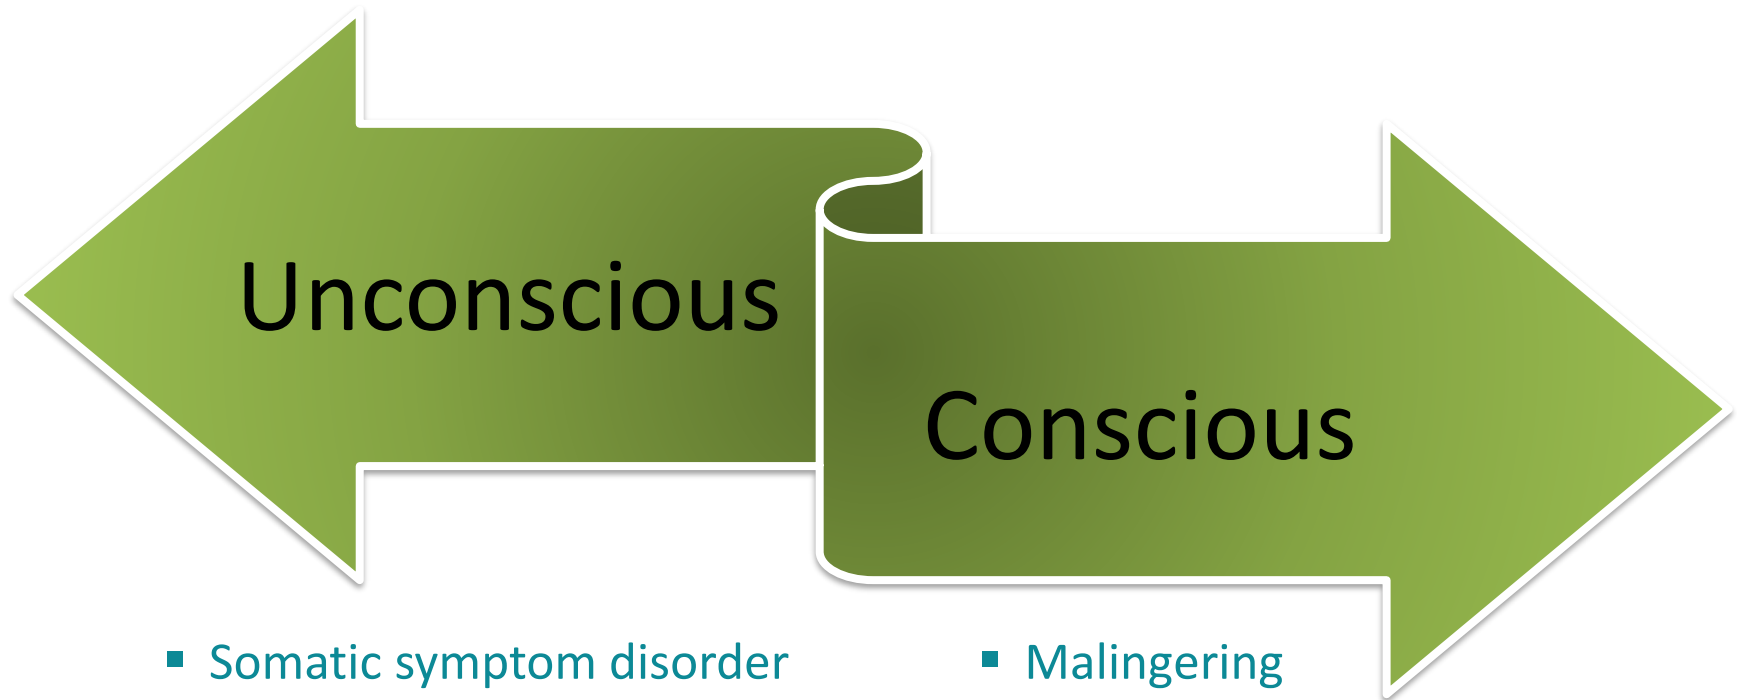 Unconscious
Conscious
▪ Somatic symptom disorder
▪ Malingering